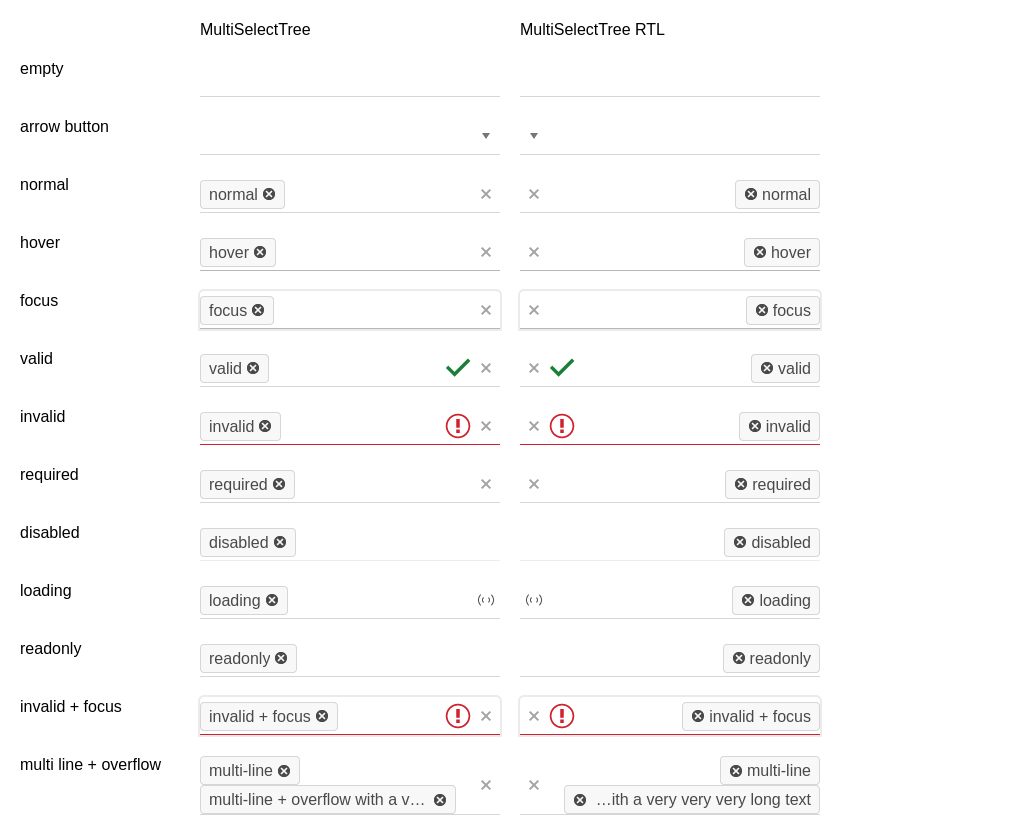 MultiSelectTree MultiSelectTree RTL
empty
arrow button
normal normal normal
hover hover hover
focus focus focus
valid valid valid
invalid invalid invalid
required required required
disabled disabled disabled
loading loading loading
readonly readonly readonly
invalid + focus invalid + focus invalid + focus
multi line + overflow multi-line multi-line
multi-line + overflow with a v… …ith a very very very long text